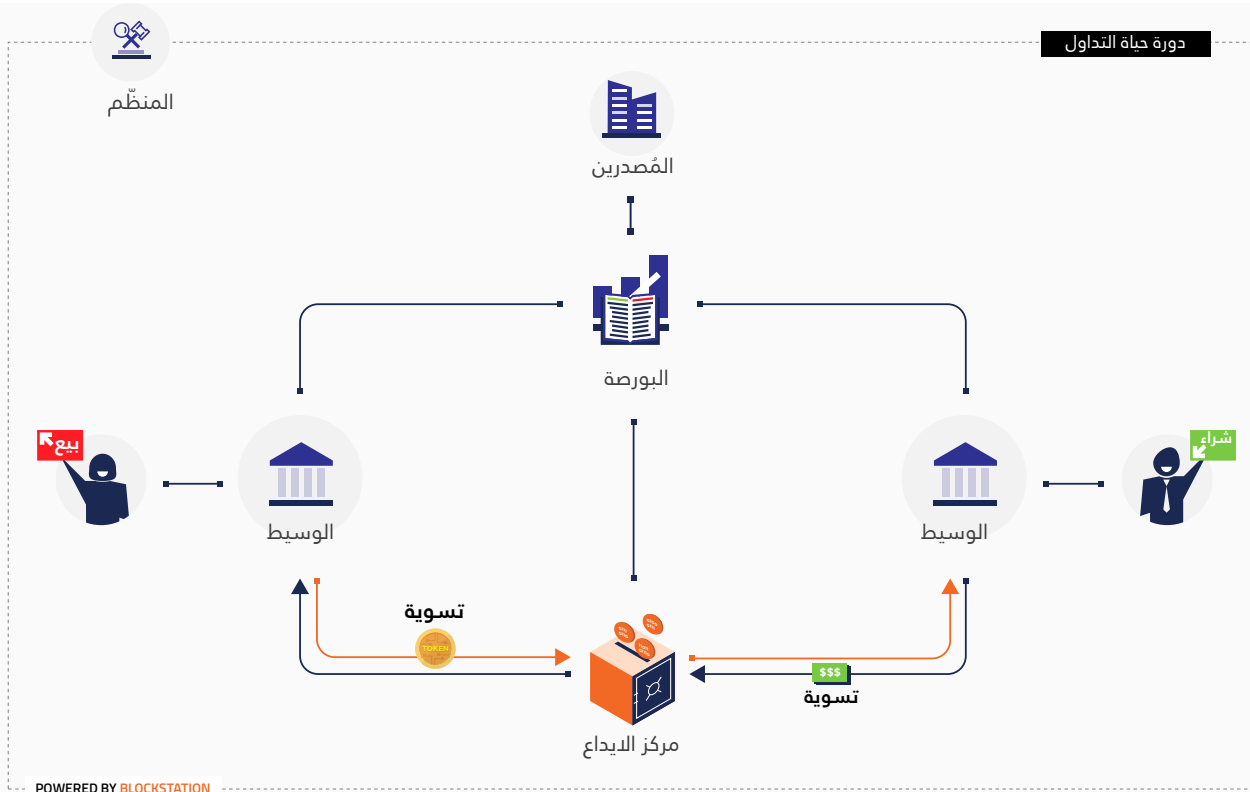 دورة حياة التداول
المنظّم
المُصدرين
البورصة
شراء
بيع
الوسيط
الوسيط
تسوية
TOKEN
$$$
تسوية
مركز الايداع
POWERED BY BLOCKSTATION